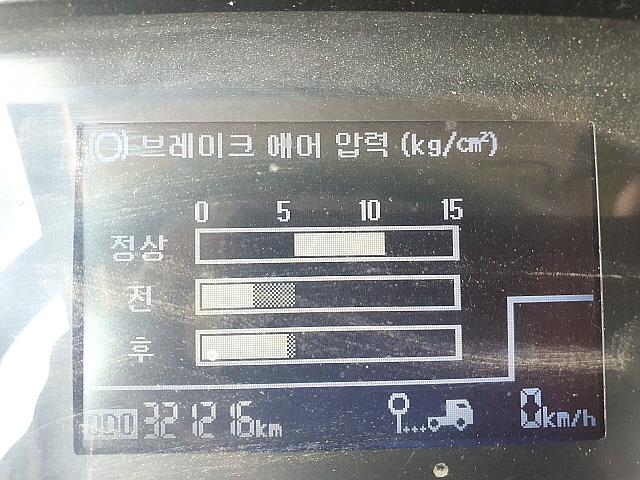 브레이크 에어 압력 (kg/cm²)
0 5 10 15
정상
전
후
ODO 321216km
0km/h